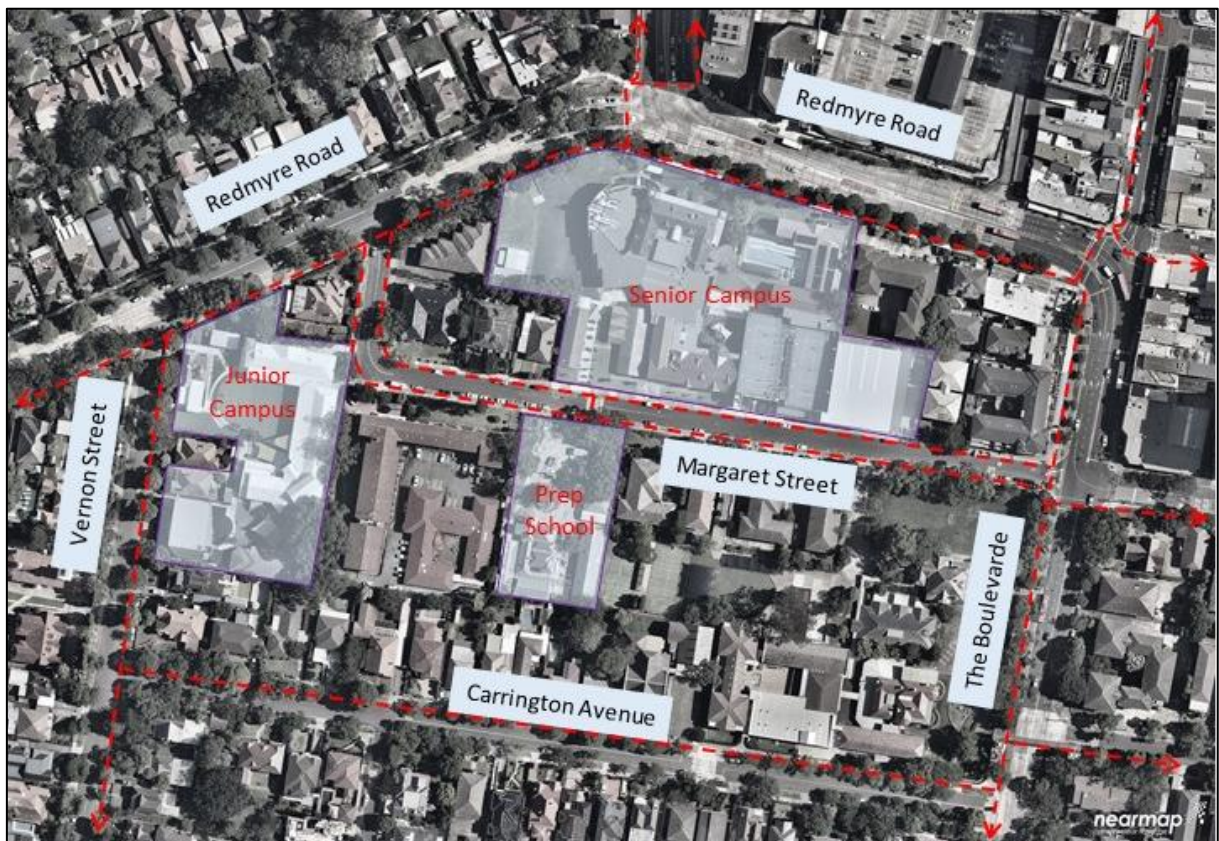 Redmyre Road
Redmyre Road
Senior Campus
Junior
Campus
Vernon Street
Margaret Street
Prep
School
The Boulevarde
Carrington Avenue
nearmap